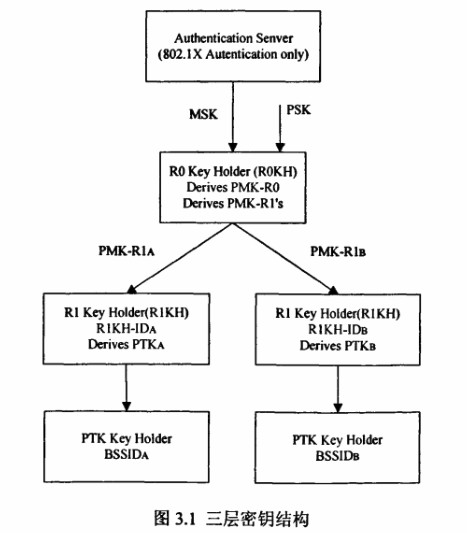 Authentication Senver
(802.1X Autentication only)
MSK
PSK
R0 Key Holder (R0KH)
Derives PMK-R0
Derives PMK-R1's
PMK-R1A
PMK-R1B
R1 Key Holder(R1KH)
R1KH-IDA
Derives PTKA
R1 Key Holder(R1KH)
R1KH-IDB
Derives PTKB
PTK Key Holder
BSSIDA
PTK Key Holder
BSSIDB
图 3.1 三层密钥结构